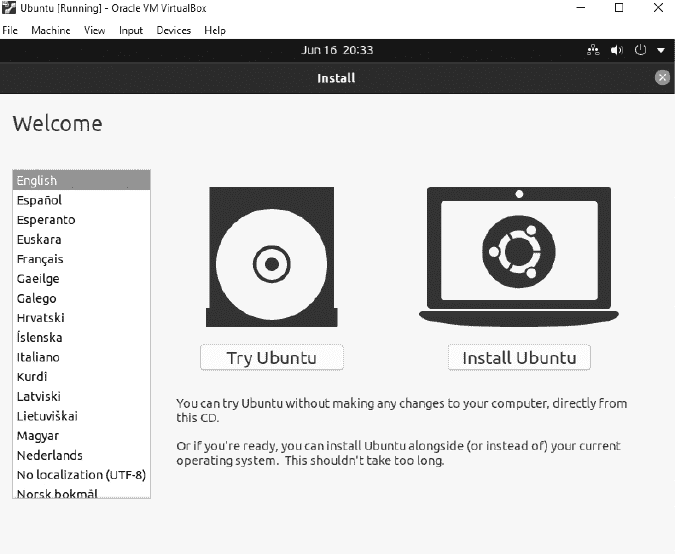 Ubuntu [Running] - Oracle VM VirtualBox
File Machine View Input Devices Help
Jun 16 20:33
Install
Welcome
English
Español
Esperanto
Euskara
Français
Gaeilge
Galego
Hrvatski
Íslenska
Italiano
Kurdî
Latviski
Lietuviškai
Magyar
Nederlands
No localization (UTF-8)
Norsk bokmål
Try Ubuntu
Install Ubuntu
You can try Ubuntu without making any changes to your computer, directly from
this CD.
Or if you're ready, you can install Ubuntu alongside (or instead of) your current
operating system. This shouldn't take too long.